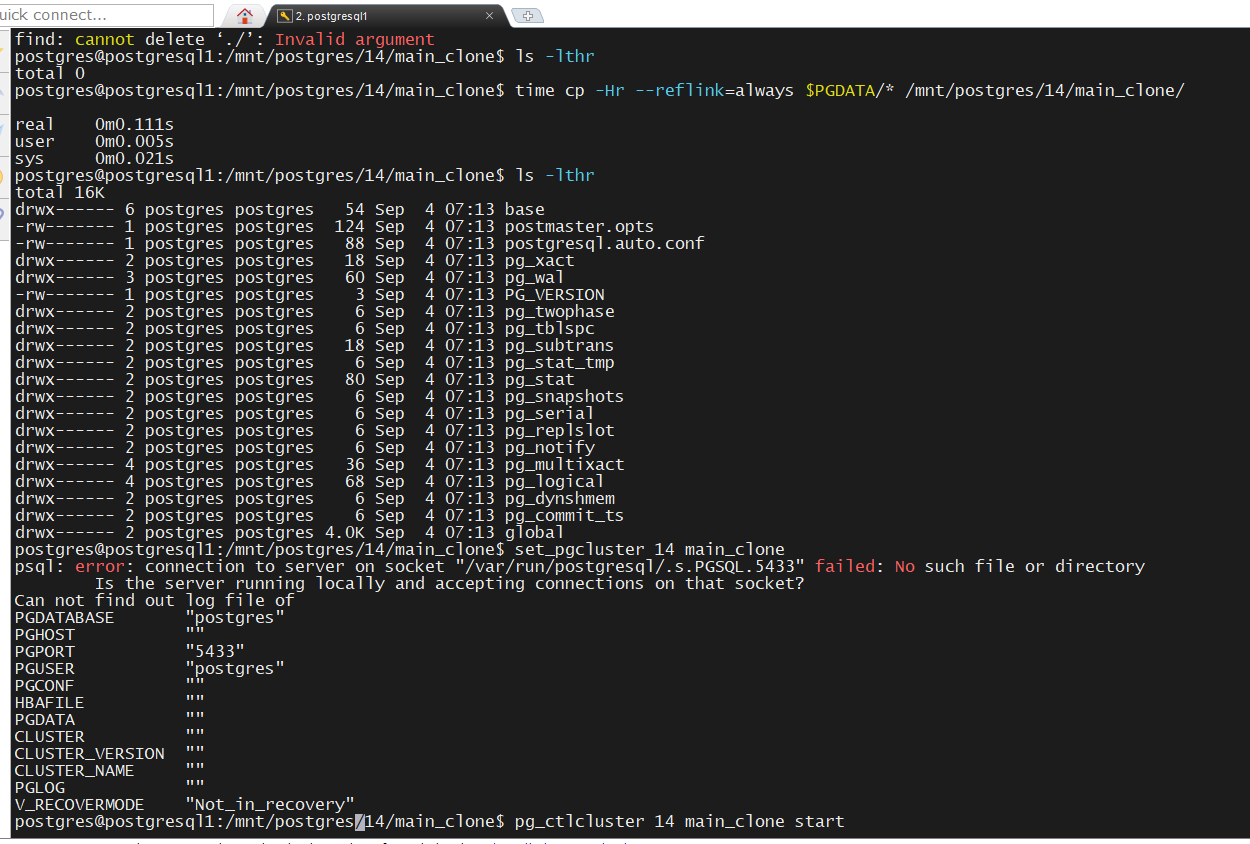 uick connect...
2. postgresql1
find: cannot delete ‘./’: Invalid argument
postgres@postgresql1:/mnt/postgres/14/main_clone$ ls -lthr
total 0
postgres@postgresql1:/mnt/postgres/14/main_clone$ time cp -Hr --reflink=always $PGDATA/* /mnt/postgres/14/main_clone/
real    0m0.111s
user    0m0.005s
sys     0m0.021s
postgres@postgresql1:/mnt/postgres/14/main_clone$ ls -lthr
total 16K
drwx------ 6 postgres postgres   54 Sep  4 07:13 base
-rw------- 1 postgres postgres  124 Sep  4 07:13 postmaster.opts
-rw------- 1 postgres postgres   88 Sep  4 07:13 postgresql.auto.conf
drwx------ 2 postgres postgres   18 Sep  4 07:13 pg_xact
drwx------ 3 postgres postgres   60 Sep  4 07:13 pg_wal
-rw------- 1 postgres postgres    3 Sep  4 07:13 PG_VERSION
drwx------ 2 postgres postgres    6 Sep  4 07:13 pg_twophase
drwx------ 2 postgres postgres    6 Sep  4 07:13 pg_tblspc
drwx------ 2 postgres postgres   18 Sep  4 07:13 pg_subtrans
drwx------ 2 postgres postgres    6 Sep  4 07:13 pg_stat_tmp
drwx------ 2 postgres postgres   80 Sep  4 07:13 pg_stat
drwx------ 2 postgres postgres    6 Sep  4 07:13 pg_snapshots
drwx------ 2 postgres postgres    6 Sep  4 07:13 pg_serial
drwx------ 2 postgres postgres    6 Sep  4 07:13 pg_replslot
drwx------ 2 postgres postgres    6 Sep  4 07:13 pg_notify
drwx------ 4 postgres postgres   36 Sep  4 07:13 pg_multixact
drwx------ 4 postgres postgres   68 Sep  4 07:13 pg_logical
drwx------ 2 postgres postgres    6 Sep  4 07:13 pg_dynshmem
drwx------ 2 postgres postgres    6 Sep  4 07:13 pg_commit_ts
drwx------ 2 postgres postgres 4.0K Sep  4 07:13 global
postgres@postgresql1:/mnt/postgres/14/main_clone$ set_pgcluster 14 main_clone
psql: error: connection to server on socket "/var/run/postgresql/.s.PGSQL.5433" failed: No such file or directory
        Is the server running locally and accepting connections on that socket?
Can not find out log file of
PGDATABASE       "postgres"
PGHOST           ""
PGPORT           "5433"
PGUSER           "postgres"
PGCONF           ""
HBAFILE          ""
PGDATA           ""
CLUSTER          ""
CLUSTER_VERSION  ""
CLUSTER_NAME     ""
PGLOG            ""
V_RECOVERMODE    "Not_in_recovery"
postgres@postgresql1:/mnt/postgres/14/main_clone$ pg_ctlcluster 14 main_clone start